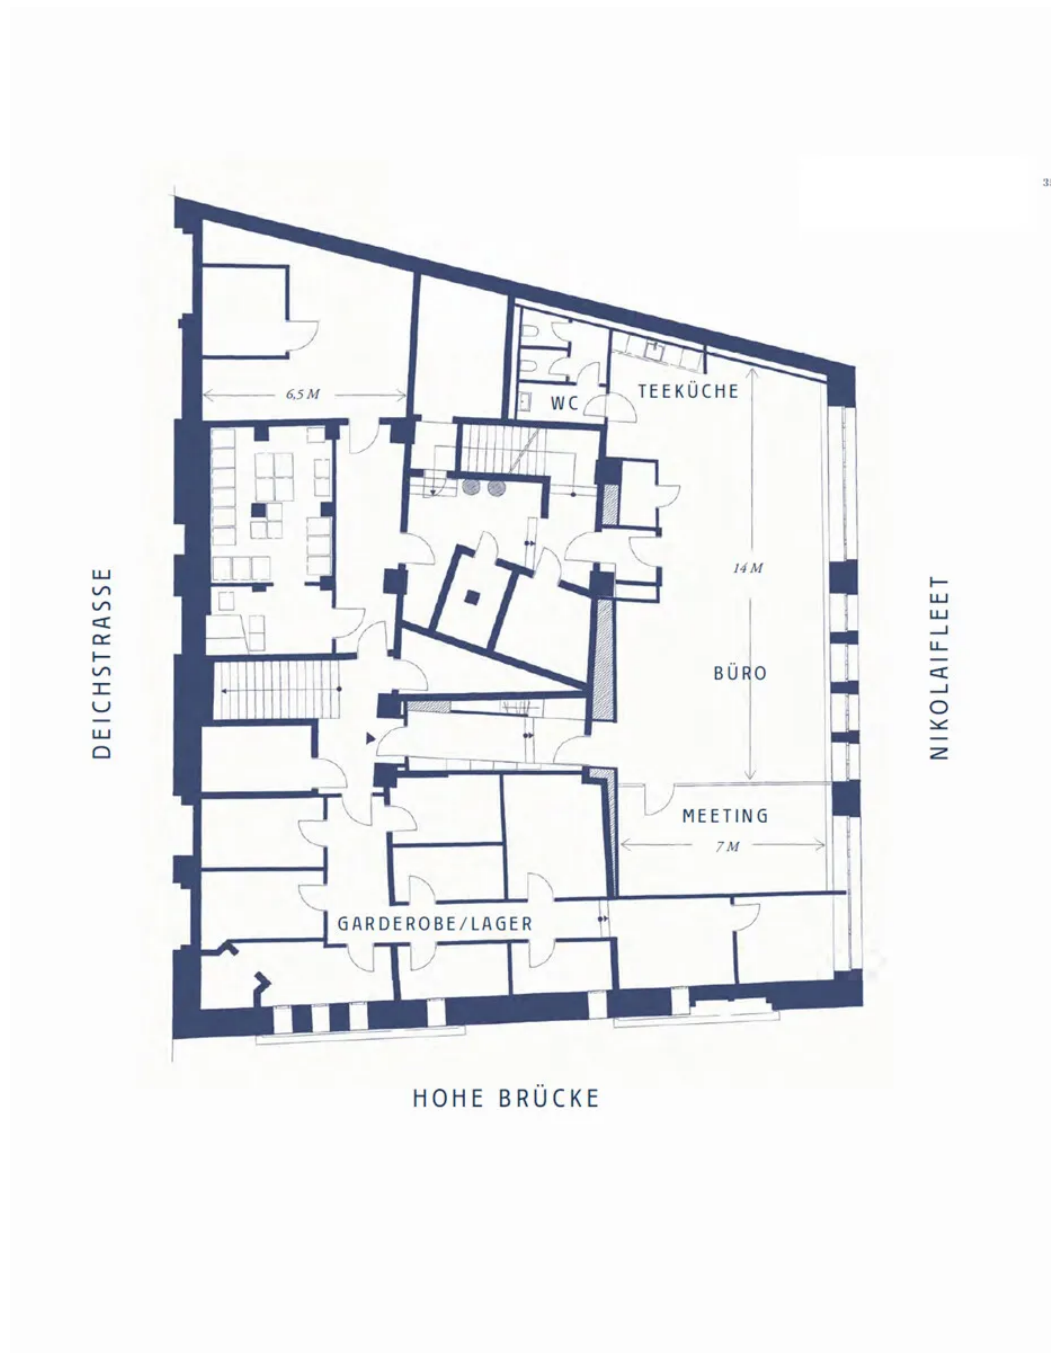 6,5 M
TEEKÜCHE
WC
14 M
DEICHSTRASSE
NIKOLAIFLEET
BÜRO
MEETING
7 M
GARDEROBE/LAGER
HOHE BRÜCKE